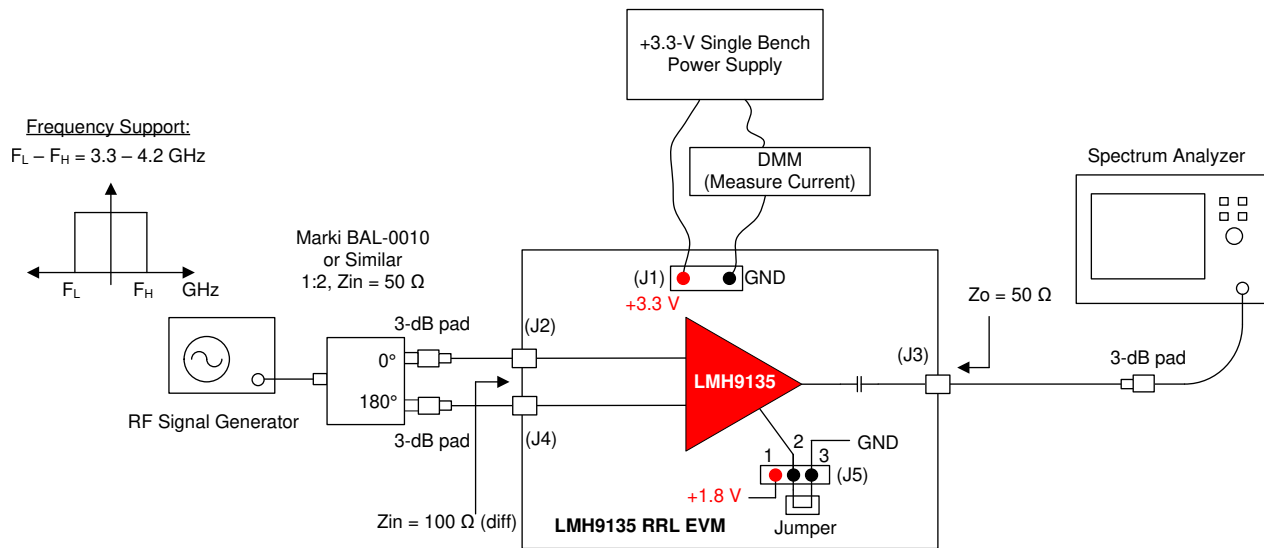 +3.3-V Single Bench
Power Supply
DMM
(Measure Current)
Frequency Support:
FL – FH = 3.3 – 4.2 GHz
FL
FH
GHz
Marki BAL-0010
or Similar
1:2, Zin = 50 Ω
Spectrum Analyzer
(J1)
GND
+3.3 V
3-dB pad
(J2)
0°
180°
RF Signal Generator
3-dB pad
(J4)
LMH9135
(J3)
Zo = 50 Ω
3-dB pad
1
2
3
GND
(J5)
+1.8 V
Jumper
Zin = 100 Ω (diff)
LMH9135 RRL EVM